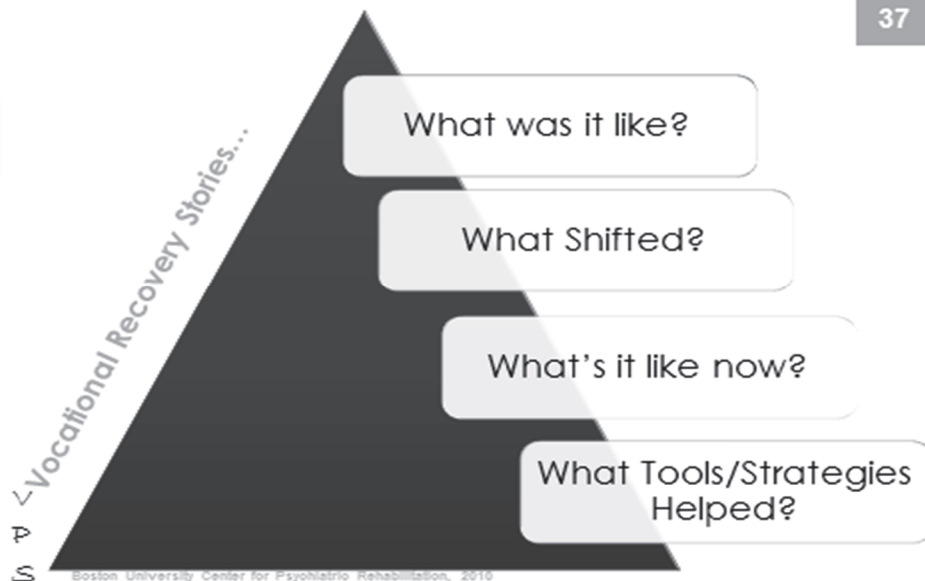 37
Vocational Recovery Stories...
What was it like?
What Shifted?
What's it like now?
What Tools/Strategies
Helped?
V
P
S
Boston University Center for Psychiatric Rehabilitation, 2010